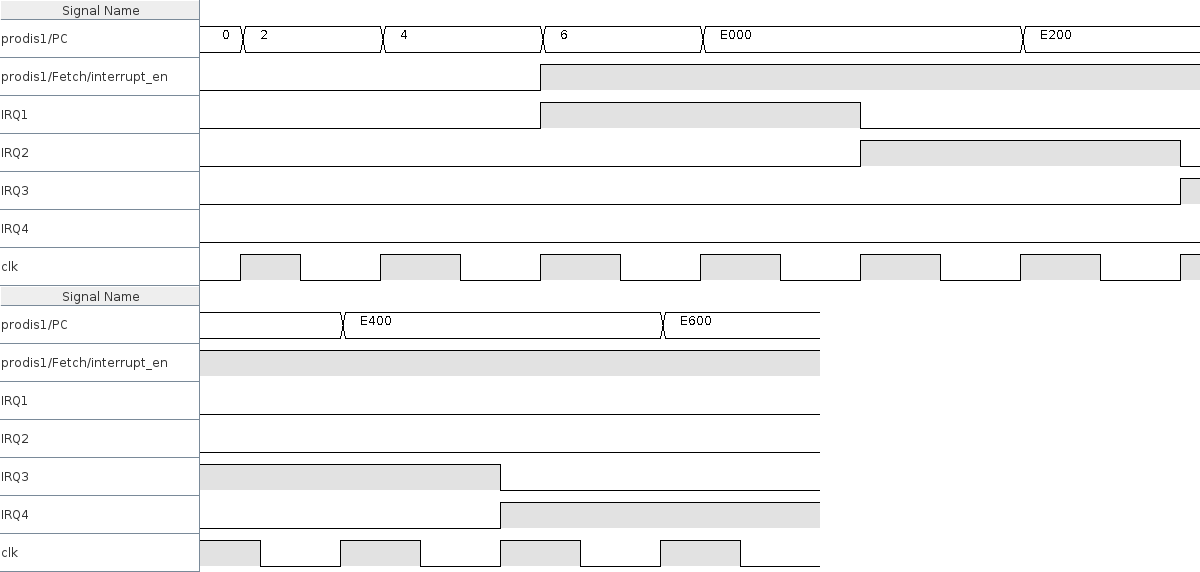 Signal Name
prodis1/PC 0 2 4 6 E000 E200
prodis1/Fetch/interrupt_en
IRQ1
IRQ2
IRQ3
IRQ4
clk
Signal Name
prodis1/PC E400 E600
prodis1/Fetch/interrupt_en
IRQ1
IRQ2
IRQ3
IRQ4
clk